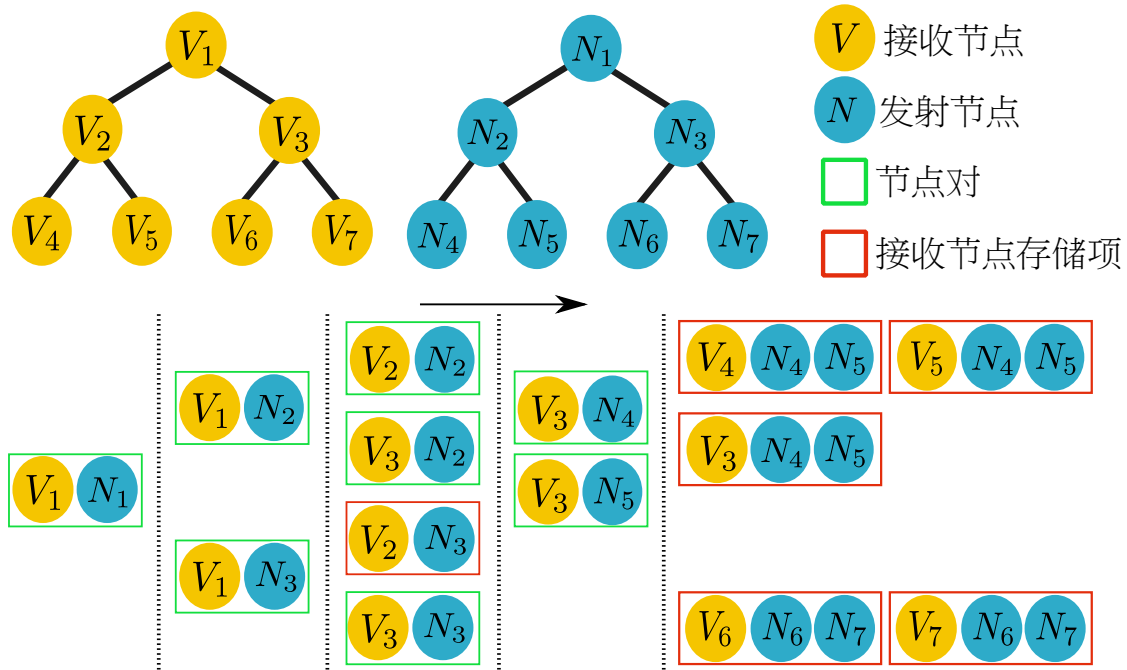 V₁ N₁ V 接收节点
V₂ V₃ N₂ N₃ N 发射节点
节点对
V₄ V₅ V₆ V₇ N₄ N₅ N₆ N₇
接收节点存储项
V₂ N₂ V₄ N₄ N₅ V₅ N₄ N₅
V₁ N₂ V₃ N₄
V₃ N₂ V₃ N₄ N₅
V₁ N₁ V₃ N₅
V₂ N₃
V₁ N₃
V₃ N₃ V₆ N₆ N₇ V₇ N₆ N₇